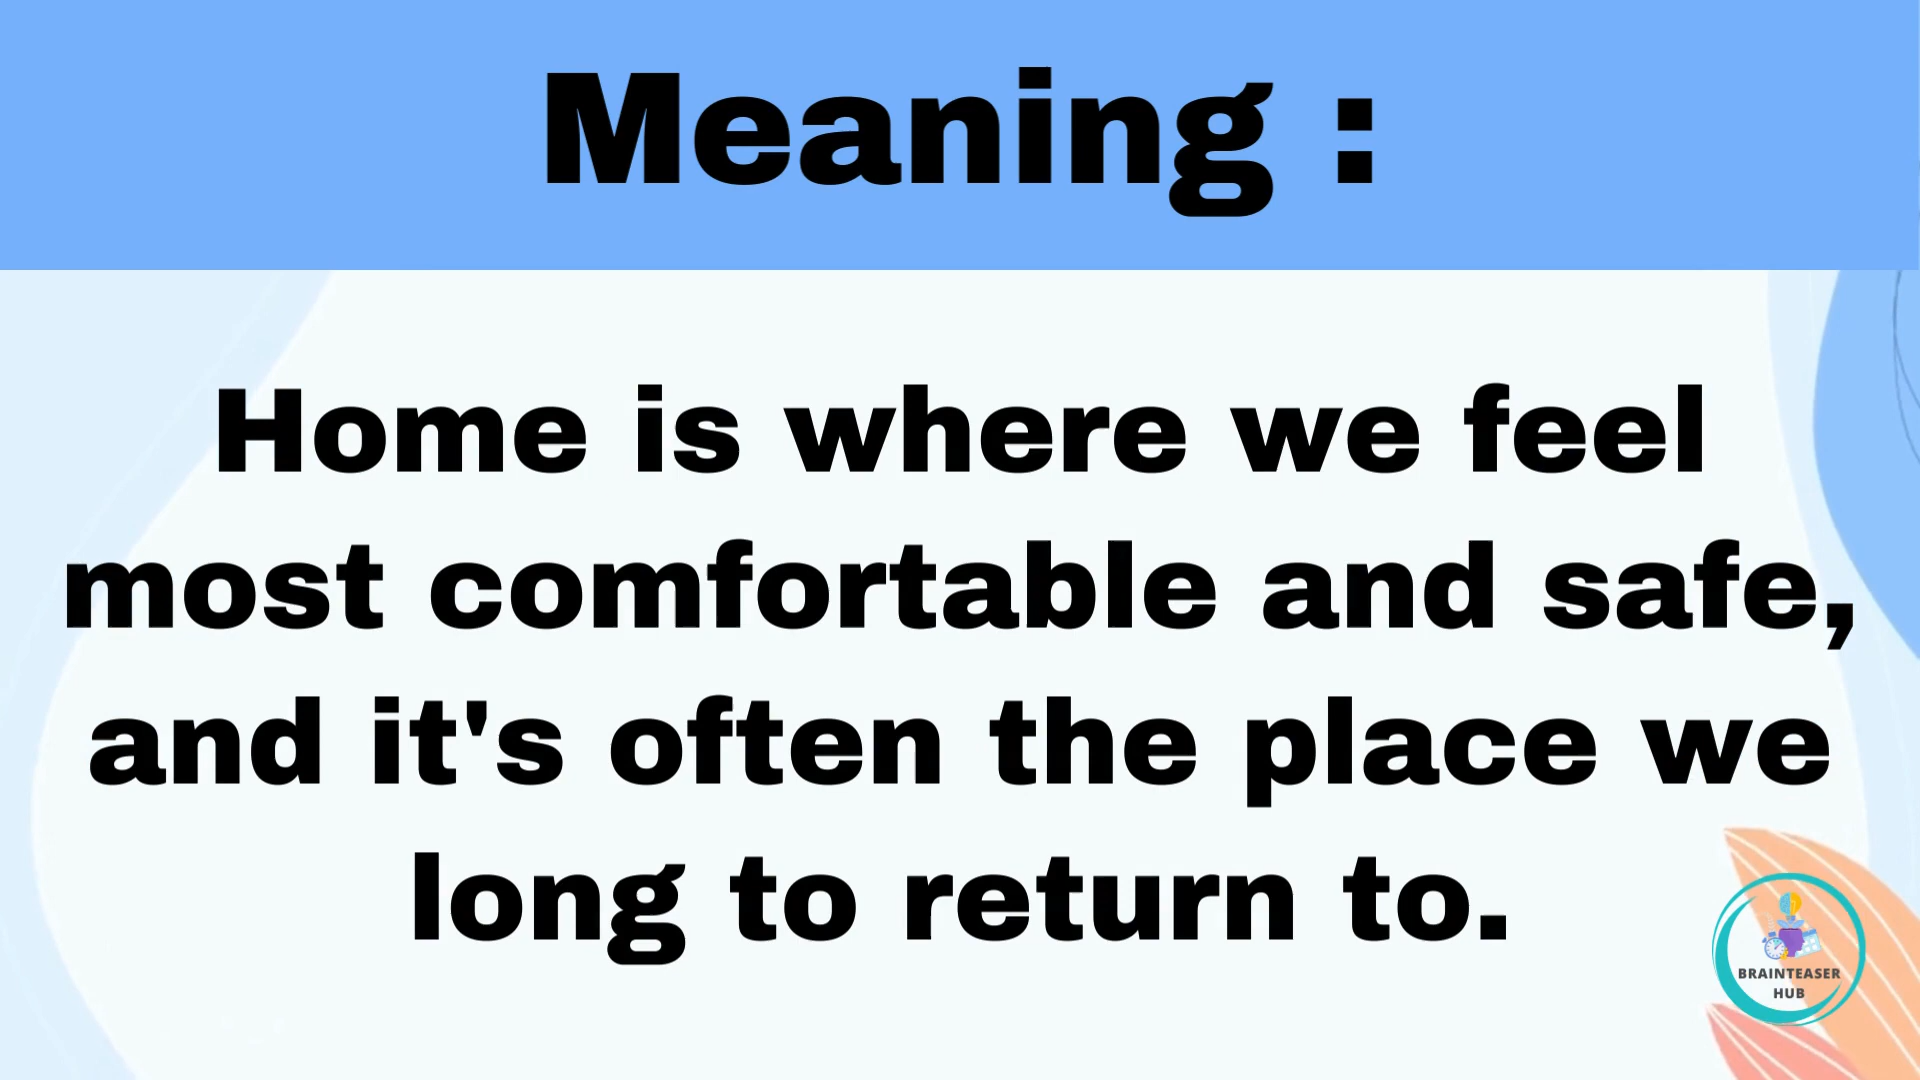 Meaning :
Home is where we feel
most comfortable and safe,
and it's often the place we
long to return to.
BRAINTEASER
HUB